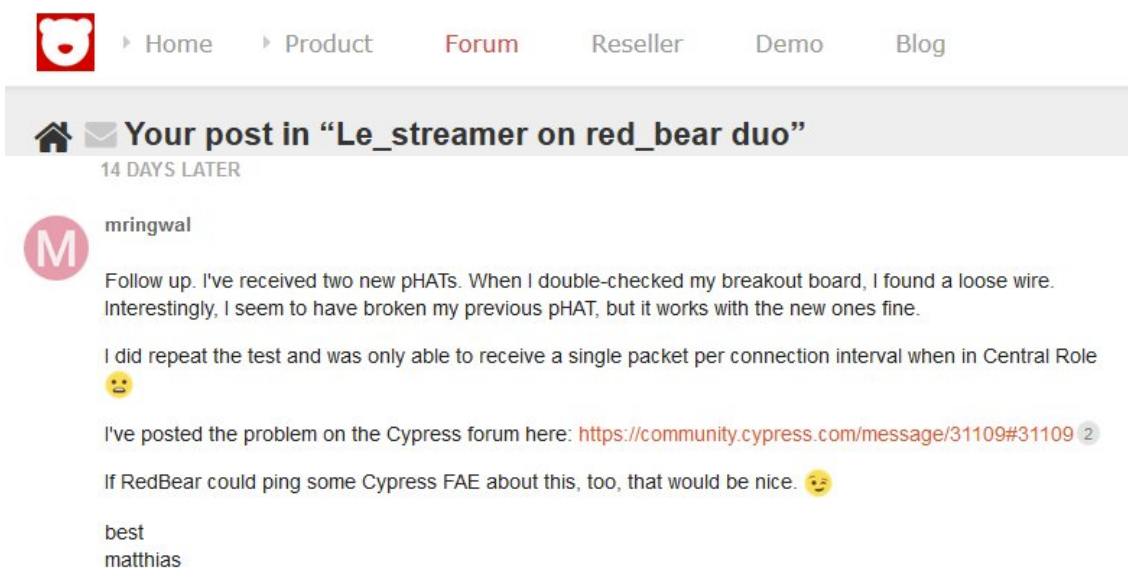 Home Product Forum Reseller Demo Blog
Your post in “Le_streamer on red_bear duo”
14 DAYS LATER
M
mringwal
Follow up. I've received two new pHATs. When I double-checked my breakout board, I found a loose wire.
Interestingly, I seem to have broken my previous pHAT, but it works with the new ones fine.
I did repeat the test and was only able to receive a single packet per connection interval when in Central Role
I've posted the problem on the Cypress forum here: https://community.cypress.com/message/31109#31109 2
If RedBear could ping some Cypress FAE about this, too, that would be nice.
best
matthias